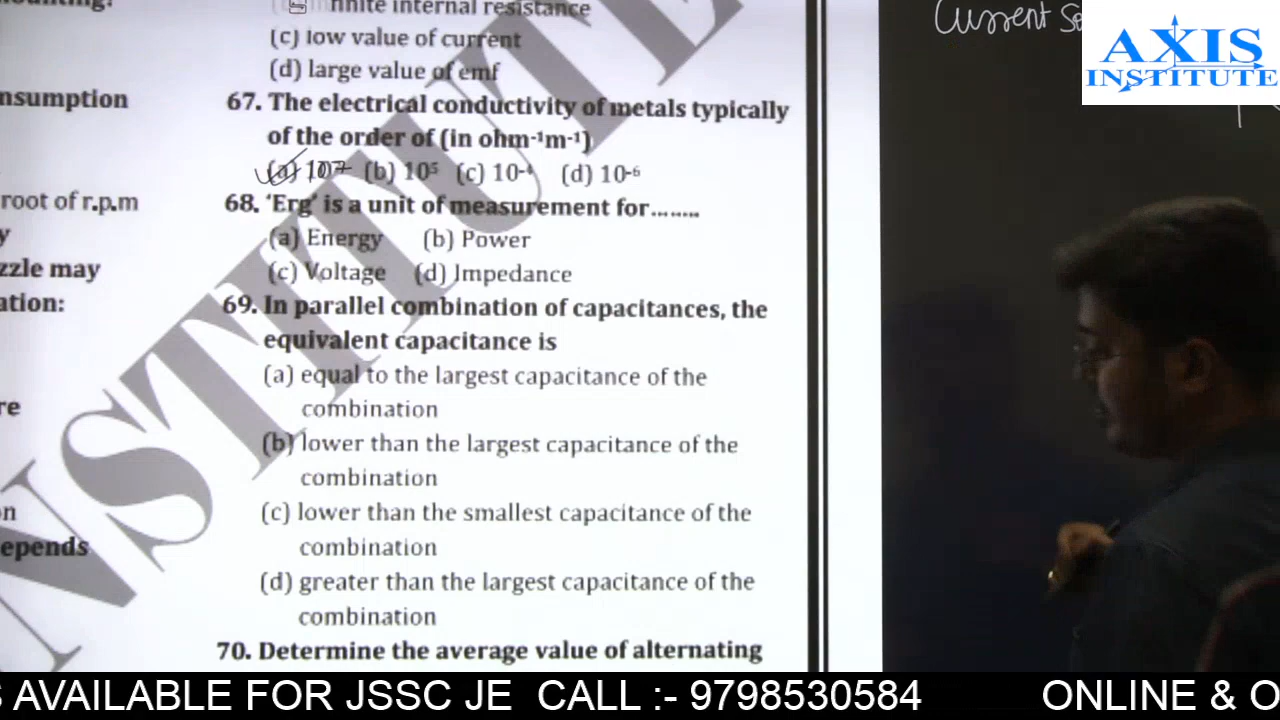 nfinite internal resistance
(c) low value of current
(d) large value of emf
67. The electrical conductivity of metals typically
of the order of (in ohm-¹m-¹)
(a) 10⁷ (b) 10⁵ (c) 10-⁴ (d) 10-⁶
68. ‘Erg’ is a unit of measurement for........
(a) Energy (b) Power
(c) Voltage (d) Impedance
69. In parallel combination of capacitances, the
equivalent capacitance is
(a) equal to the largest capacitance of the
combination
(b) lower than the largest capacitance of the
combination
(c) lower than the smallest capacitance of the
combination
(d) greater than the largest capacitance of the
combination
70. Determine the average value of alternating
nsumption
root of r.p.m
y
zzle may
ation:
re
on
epends
NSTITUTE
Current Se
AXIS
INSTITUTE
S AVAILABLE FOR JSSC JE CALL :- 9798530584 ONLINE & O